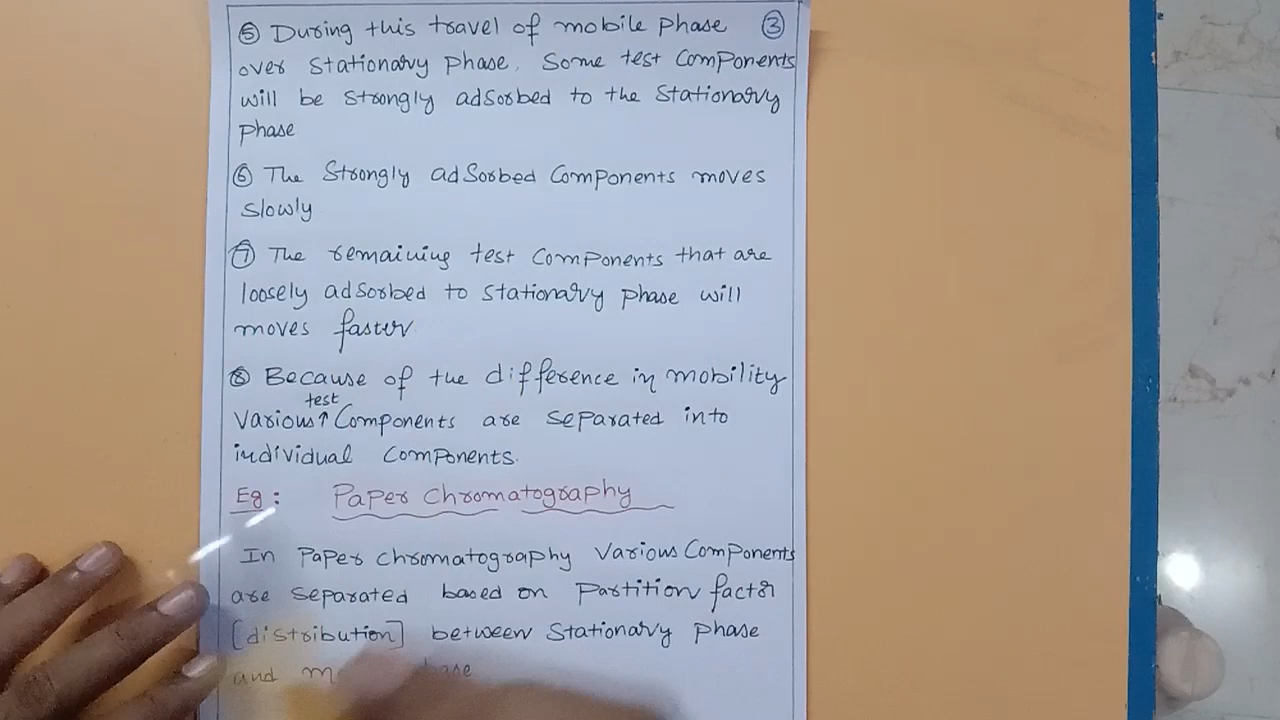 ⑤ During this travel of mobile phase ③
over stationary phase. Some test components
will be strongly adsorbed to the stationary
phase
⑥ The strongly adsorbed components moves
slowly
⑦ The remaining test components that are
loosely adsorbed to stationary phase will
moves faster
⑧ Because of the difference in mobility
test
Various↑ Components are separated into
individual components.
Eg: Paper Chromatography
In Paper chromatography Various Components
are separated based on Partition factor
[distribution] between stationary phase
and